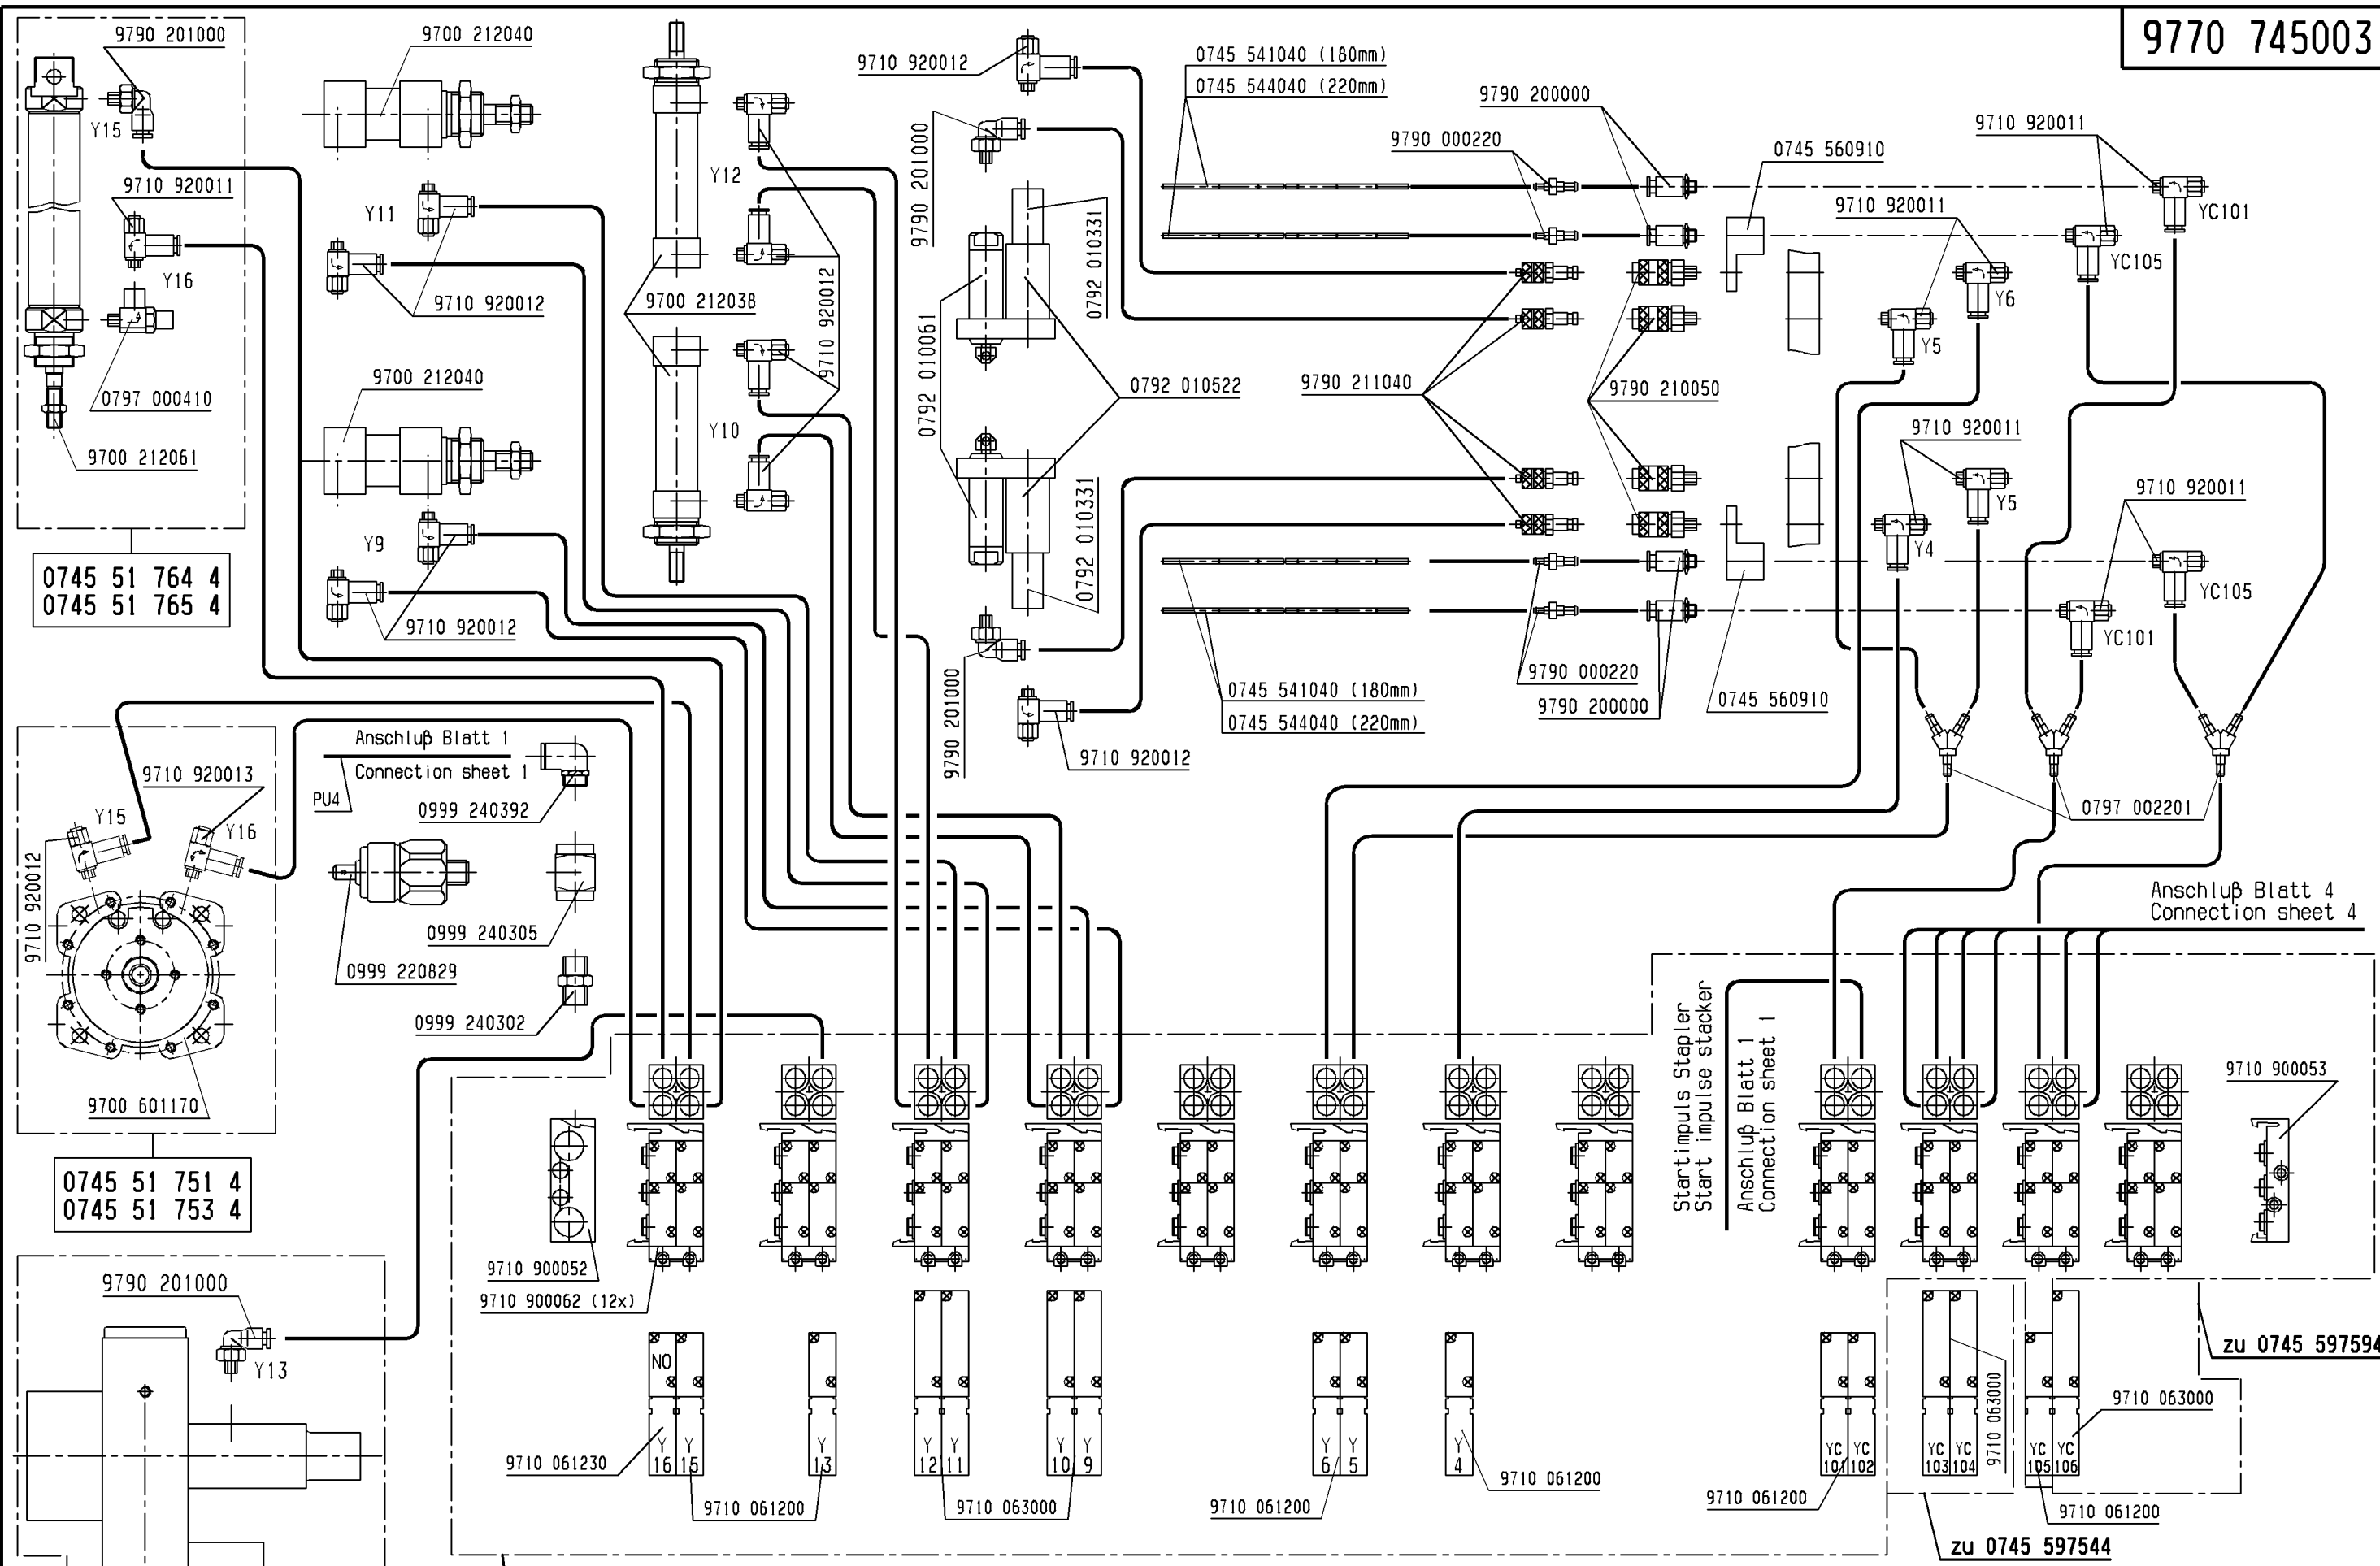 9770 745003
9790 201000
Y15
9710 920011
Y16
0797 000410
9700 212061
0745 51 764 4
0745 51 765 4
9700 212040
Y11
9710 920012
9700 212040
Y9
9710 920012
9700 212038
Y12
Y10
9710 920012
9710 920012
9790 201000
0792 010331
0792 010061
0792 010522
0792 010331
9790 201000
9710 920012
0745 541040 (180mm)
0745 544040 (220mm)
9790 000220
9790 200000
0745 560910
9710 920011
YC101
9710 920011
YC105
Y6
Y5
9790 211040
9790 210050
9710 920011
Y5
Y4
9710 920011
YC105
YC101
0745 541040 (180mm)
0745 544040 (220mm)
9790 000220
9790 200000
0745 560910
0797 002201
Anschluβ Blatt 1
Connection sheet 1
PU4
0999 240392
0999 240305
0999 220829
0999 240302
9710 920013
Y15
Y16
9710 920012
9700 601170
0745 51 751 4
0745 51 753 4
9790 201000
Y13
Anschluβ Blatt 4
Connection sheet 4
Startimpuls Stapler
Start impulse stacker
Anschluβ Blatt 1
Connection sheet 1
9710 900053
9710 900052
9710 900062 (12x)
NO
Y 16
Y 15
Y 13
Y 12
Y 11
Y 10
Y 9
Y 6
Y 5
Y 4
YC 101
YC 102
YC 103
YC 104
YC 105
YC 106
9710 061230
9710 061200
9710 063000
9710 061200
9710 061200
9710 061200
9710 063000
9710 063000
9710 061200
zu 0745 597594
zu 0745 597544